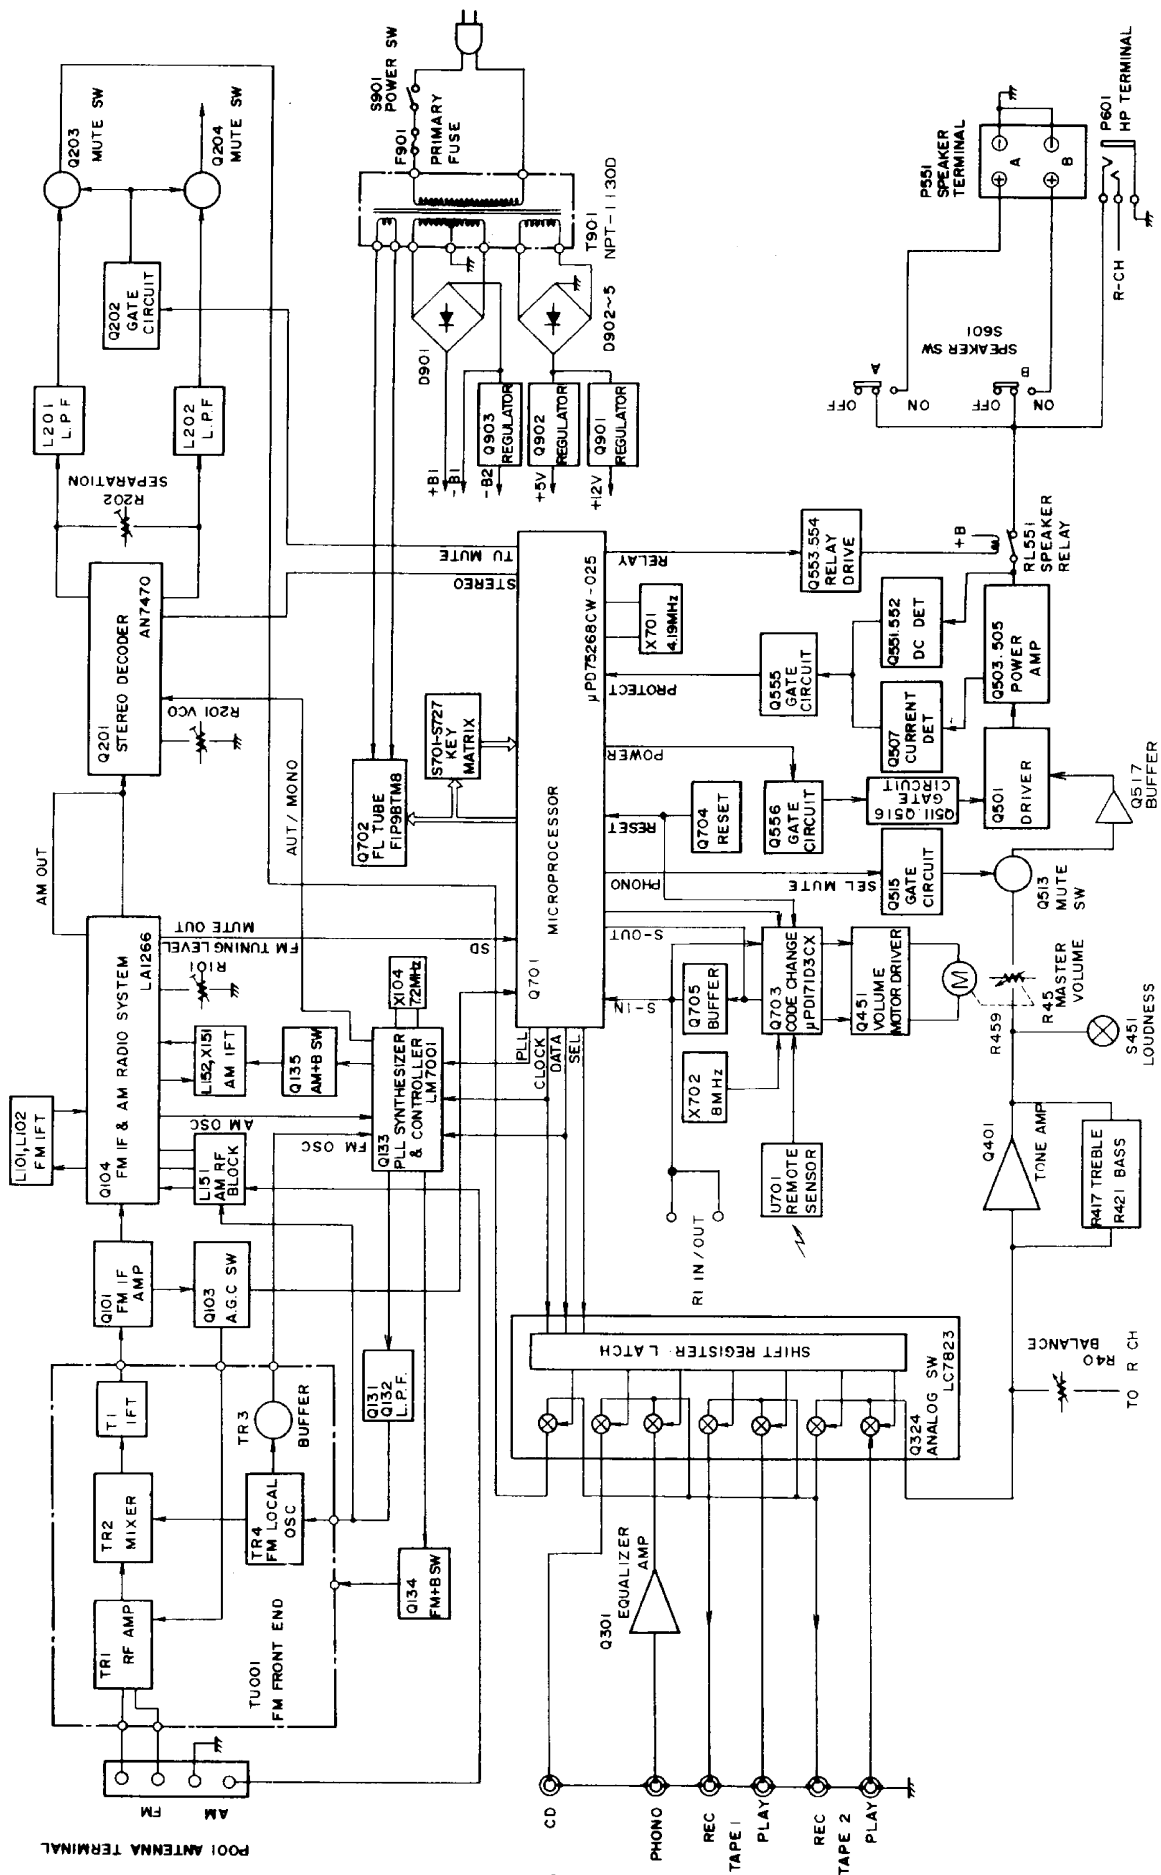 P001 ANTENNA TERMINAL
FM
AM
TU001
FM FRONT END
TR1
RF AMP
TR2
MIXER
T1
IFT
TR3
BUFFER
TR4
FM LOCAL
OSC
Q101
FM IF
AMP
Q103
A.G.C SW
L101,L102
FM IFT
Q104
FM IF & AM RADIO SYSTEM
LA1266
L151
AM RF
BLOCK
AM OSC
FM OSC
L152,X151
AM IFT
Q135
AM+B SW
R101
FM TUNING LEVEL
MUTE OUT
AM OUT
X104
7.2MHz
Q133
PLL SYNTHESIZER
& CONTROLLER
LM7001
Q131
Q132
L.P.F.
Q134
FM+B SW
AUT/MONO
Q201
STEREO DECODER
AN7470
R201 VCO
R202
SEPARATION
L201
L.P.F
L202
L.P.F
Q202
GATE
CIRCUIT
Q203
MUTE SW
Q204
MUTE SW
S901
POWER SW
F901
PRIMARY
FUSE
T901
NPT-1130D
D901
D902~5
Q903
REGULATOR
Q902
REGULATOR
Q901
REGULATOR
+B1
-B1
-B2
+5V
+12V
Q702
FL TUBE
FIP9BTM8
S701-S727
KEY
MATRIX
Q701
MICROPROCESSOR
μPD75268CW-025
SD
STEREO
TU MUTE
PLL
CLOCK
DATA
SEL
S-IN
S-OUT
PHONO
RESET
POWER
PROTECT
RELAY
X701
4.19MHz
Q704
RESET
Q705
BUFFER
X702
8MHz
Q703
CODE CHANGE
μPD171D3CX
U701
REMOTE
SENSOR
RI IN/OUT
Q451
VOLUME
MOTOR DRIVER
M
SEL MUTE
Q515
GATE
CIRCUIT
Q556
GATE
CIRCUIT
Q511.Q516
GATE
CIRCUIT
Q555
GATE
CIRCUIT
Q553.554
RELAY
DRIVE
Q551.552
DC DET
Q507
CURRENT
DET
Q501
DRIVER
Q503.505
POWER
AMP
+B
RL551
SPEAKER
RELAY
Q517
BUFFER
Q513
MUTE
SW
R459
R45
MASTER
VOLUME
S451
LOUDNESS
Q401
TONE AMP
R417 TREBLE
R421 BASS
R40
BALANCE
TO R CH
SHIFT REGISTER·LATCH
Q324
ANALOG SW
LC7823
Q301
EQUALIZER
AMP
CD
PHONO
REC
TAPE 1
PLAY
REC
TAPE 2
PLAY
OFF
A
ON
OFF
B
ON
SPEAKER SW
S601
P551
SPEAKER
TERMINAL
A
B
R-CH
P601
HP TERMINAL